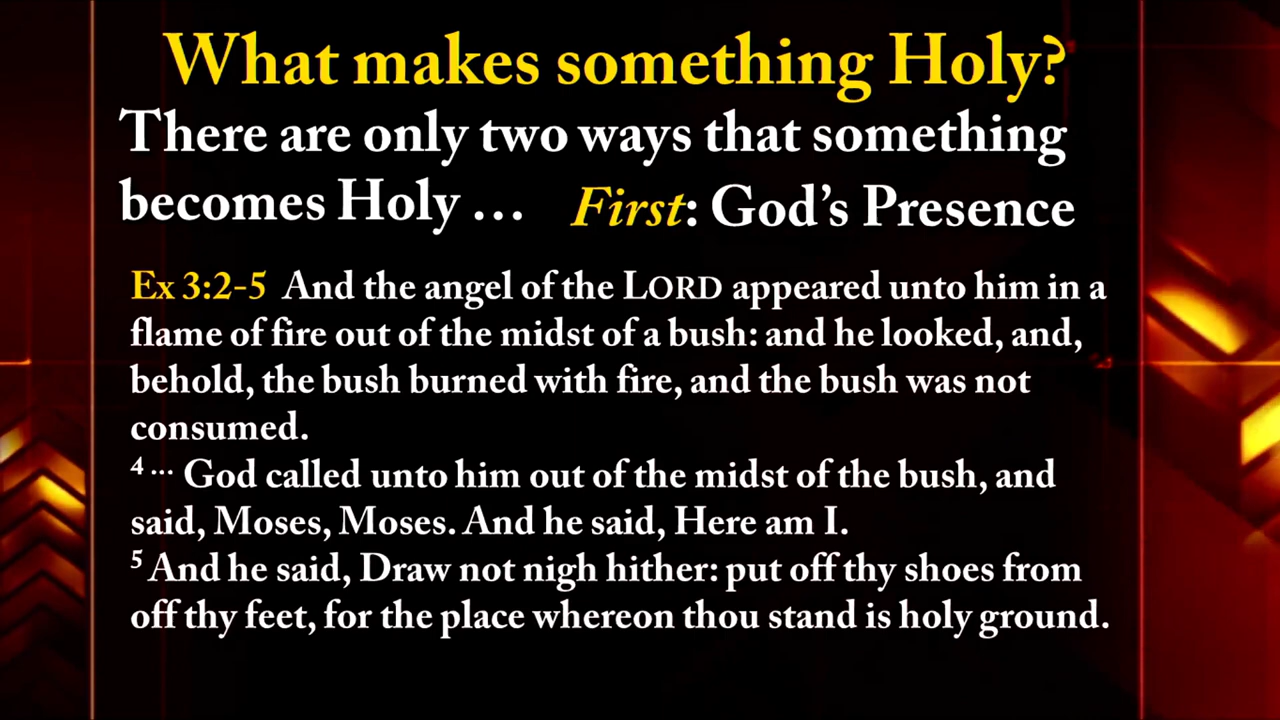 What makes something Holy?
There are only two ways that something
becomes Holy … First: God's Presence
Ex 3:2-5 And the angel of the LORD appeared unto him in a
flame of fire out of the midst of a bush: and he looked, and,
behold, the bush burned with fire, and the bush was not
consumed.
4 … God called unto him out of the midst of the bush, and
said, Moses, Moses. And he said, Here am I.
5 And he said, Draw not nigh hither: put off thy shoes from
off thy feet, for the place whereon thou stand is holy ground.